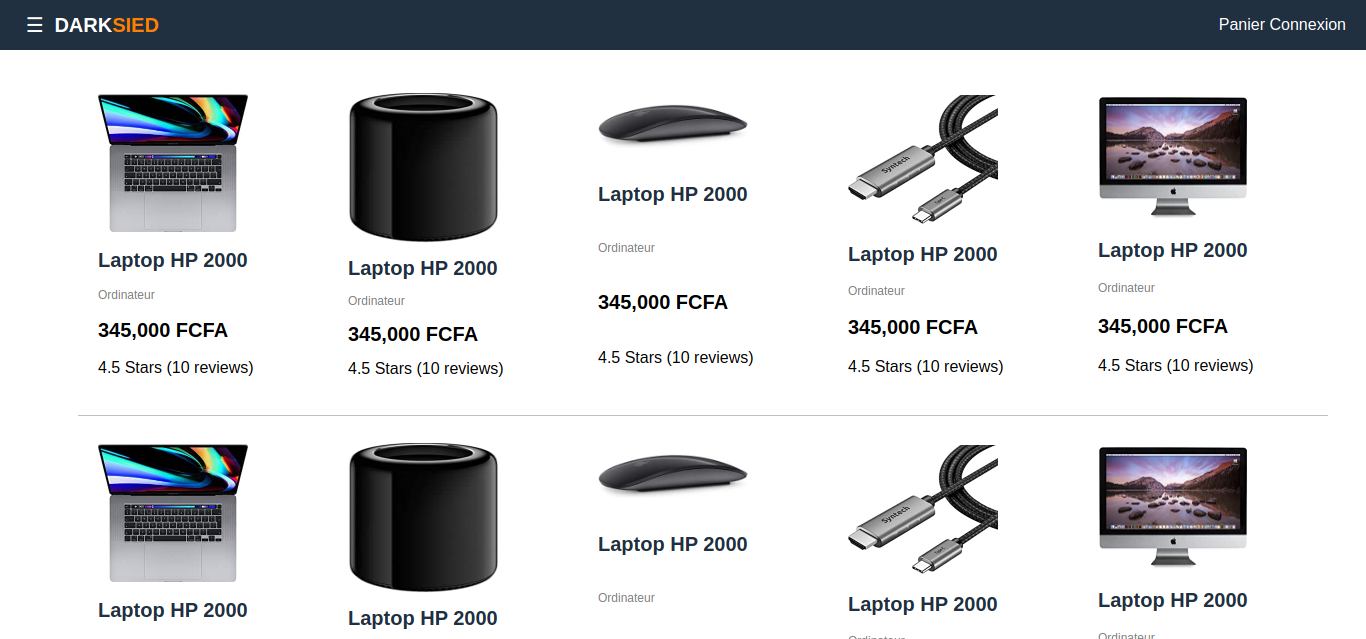 ☰ DARKSIED
Panier Connexion
Laptop HP 2000
Ordinateur
345,000 FCFA
4.5 Stars (10 reviews)
Laptop HP 2000
Ordinateur
345,000 FCFA
4.5 Stars (10 reviews)
Laptop HP 2000
Ordinateur
345,000 FCFA
4.5 Stars (10 reviews)
Syntech
Laptop HP 2000
Ordinateur
345,000 FCFA
4.5 Stars (10 reviews)
Laptop HP 2000
Ordinateur
345,000 FCFA
4.5 Stars (10 reviews)
Laptop HP 2000
Laptop HP 2000
Laptop HP 2000
Ordinateur
Syntech
Laptop HP 2000
Ordinateur
Laptop HP 2000
Ordinateur